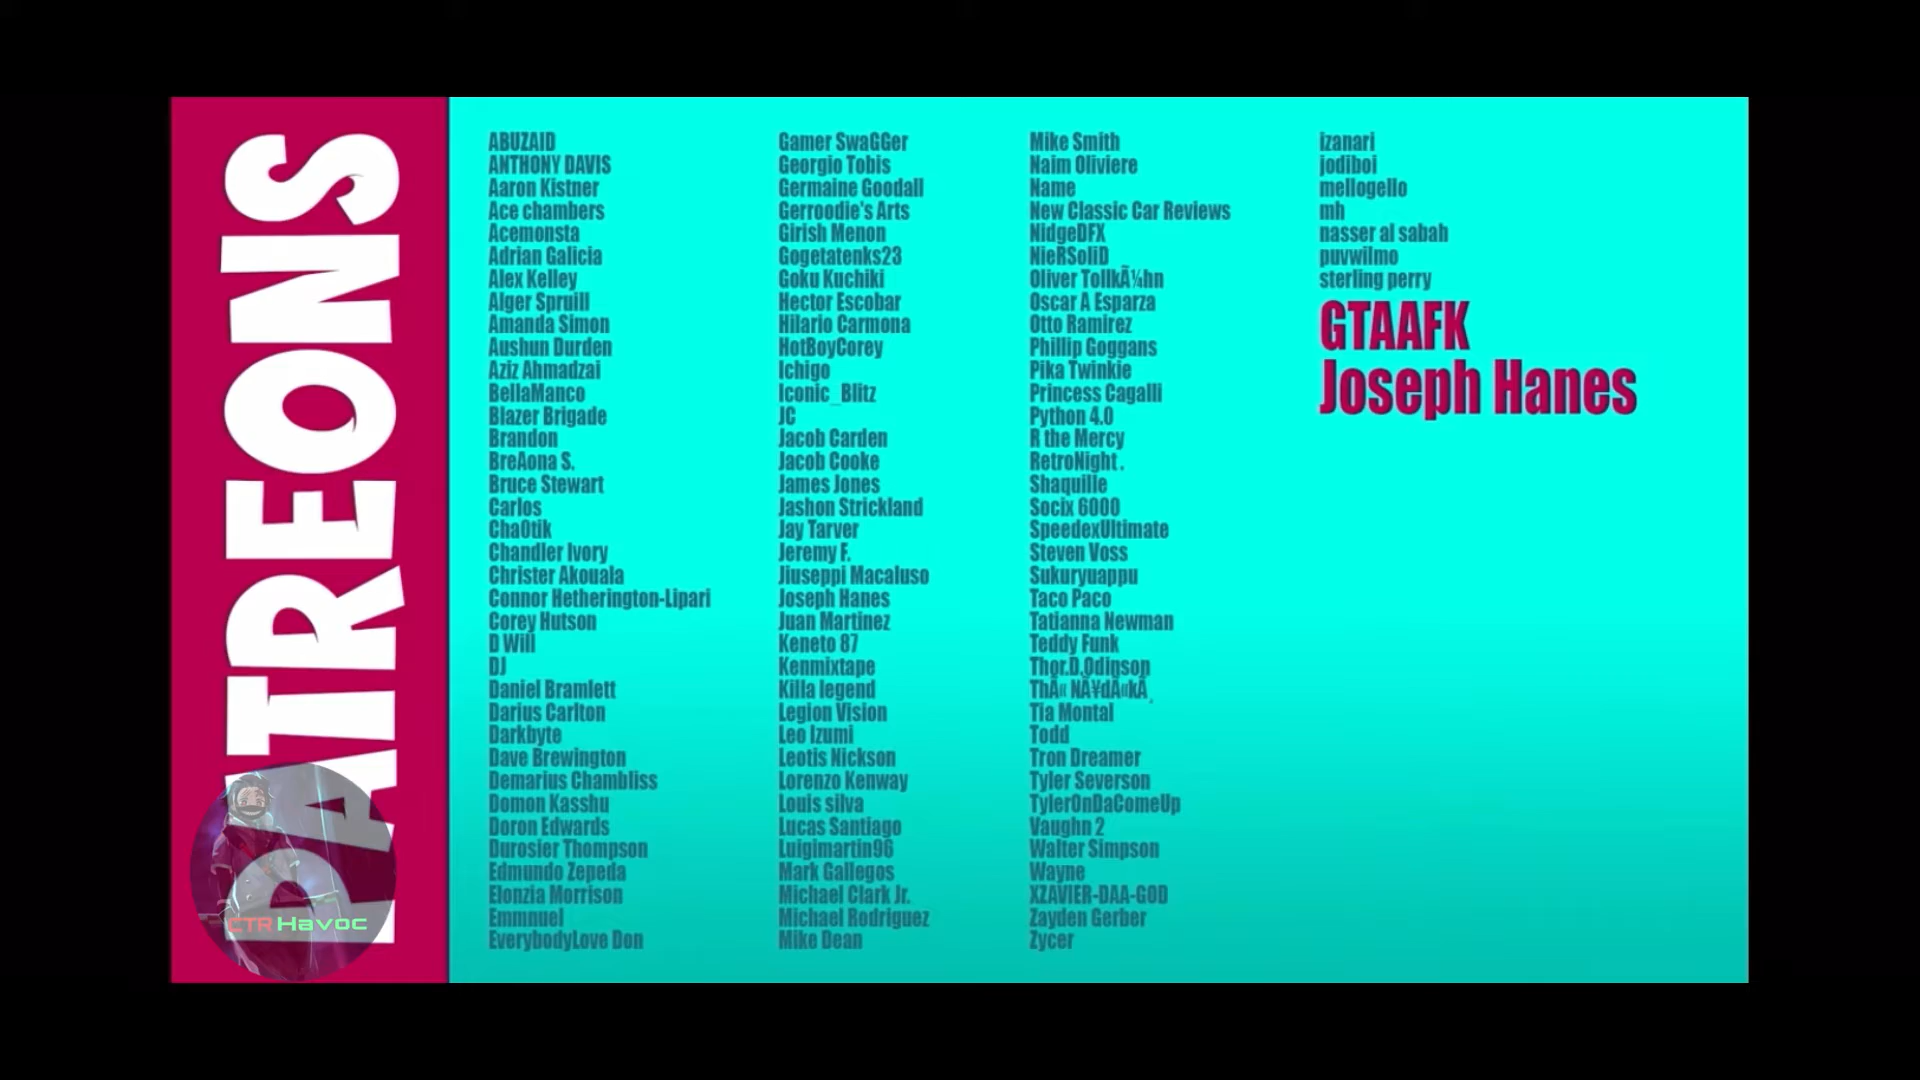 PATREONS
ABUZAID
ANTHONY DAVIS
Aaron Kistner
Ace chambers
Acemonsta
Adrian Galicia
Alex Kelley
Alger Spruill
Amanda Simon
Aushun Durden
Aziz Ahmadzai
BellaManco
Blazer Brigade
Brandon
BreAona S.
Bruce Stewart
Carlos
ChaOtik
Chandler Ivory
Christer Akouala
Connor Hetherington-Lipari
Corey Hutson
D Will
DJ
Daniel Bramlett
Darius Carlton
Darkbyte
Dave Brewington
Demarius Chambliss
Domon Kasshu
Doron Edwards
Durosier Thompson
Edmundo Zepeda
Elonzia Morrison
Emmnuel
EverybodyLove Don
Gamer SwaGGer
Georgio Tobis
Germaine Goodall
Gerroodie's Arts
Girish Menon
Gogetatenks23
Goku Kuchiki
Hector Escobar
Hilario Carmona
HotBoyCorey
Ichigo
Iconic_Blitz
JC
Jacob Carden
Jacob Cooke
James Jones
Jashon Strickland
Jay Tarver
Jeremy F.
Jiuseppi Macaluso
Joseph Hanes
Juan Martinez
Keneto 87
Kenmixtape
Killa legend
Legion Vision
Leo Izumi
Leotis Nickson
Lorenzo Kenway
Louis silva
Lucas Santiago
Luigimartin96
Mark Gallegos
Michael Clark Jr.
Michael Rodriguez
Mike Dean
Mike Smith
Naim Oliviere
Name
New Classic Car Reviews
NidgeDFX
NieRSoliD
Oliver TollkÃ¼hn
Oscar A Esparza
Otto Ramirez
Phillip Goggans
Pika Twinkie
Princess Cagalli
Python 4.0
R the Mercy
RetroNight .
Shaquille
Socix 6000
SpeedexUltimate
Steven Voss
Sukuryuappu
Taco Paco
Tatianna Newman
Teddy Funk
Thor.D.Odinson
Tia Montal
Todd
Tron Dreamer
Tyler Severson
TylerOnDaComeUp
Vaughn 2
Walter Simpson
Wayne
XZAVIER-DAA-GOD
Zayden Gerber
Zycer
izanari
jodiboi
mellogello
mh
nasser al sabah
puvwilmo
sterling perry
GTAAFK
Joseph Hanes
CTR Havoc